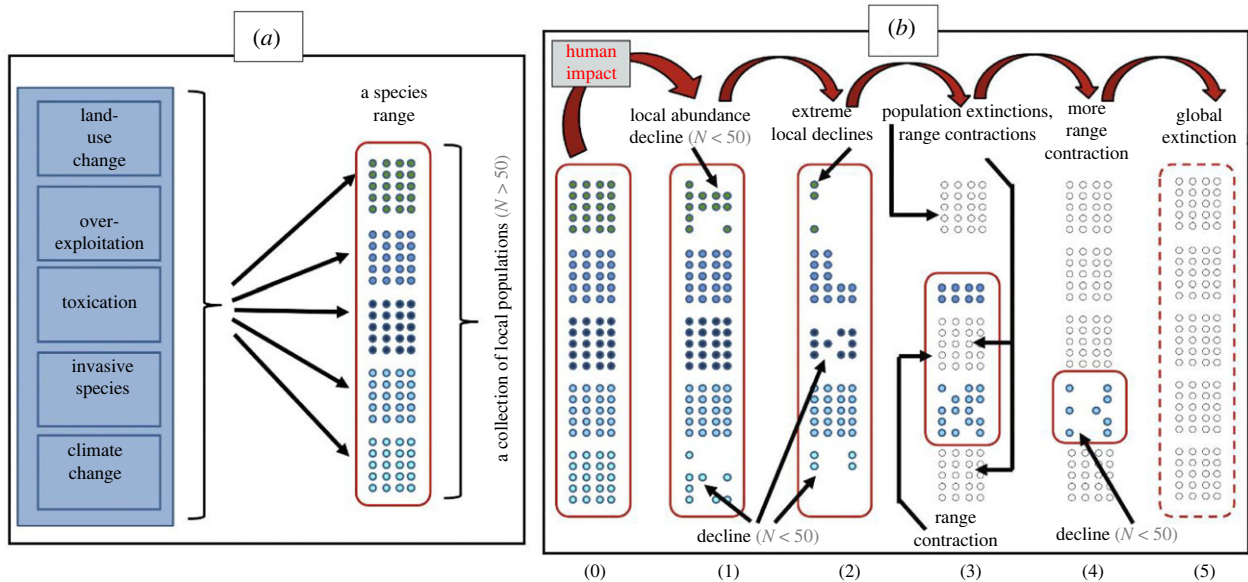 (a)
land-
use
change
over-
exploitation
toxication
invasive
species
climate
change
a species
range
a collection of local populations (N > 50)
(b)
human
impact
local abundance
decline (N < 50)
extreme
local declines
population extinctions,
range contractions
more
range
contraction
global
extinction
decline (N < 50)
range
contraction
decline (N < 50)
(0)
(1)
(2)
(3)
(4)
(5)